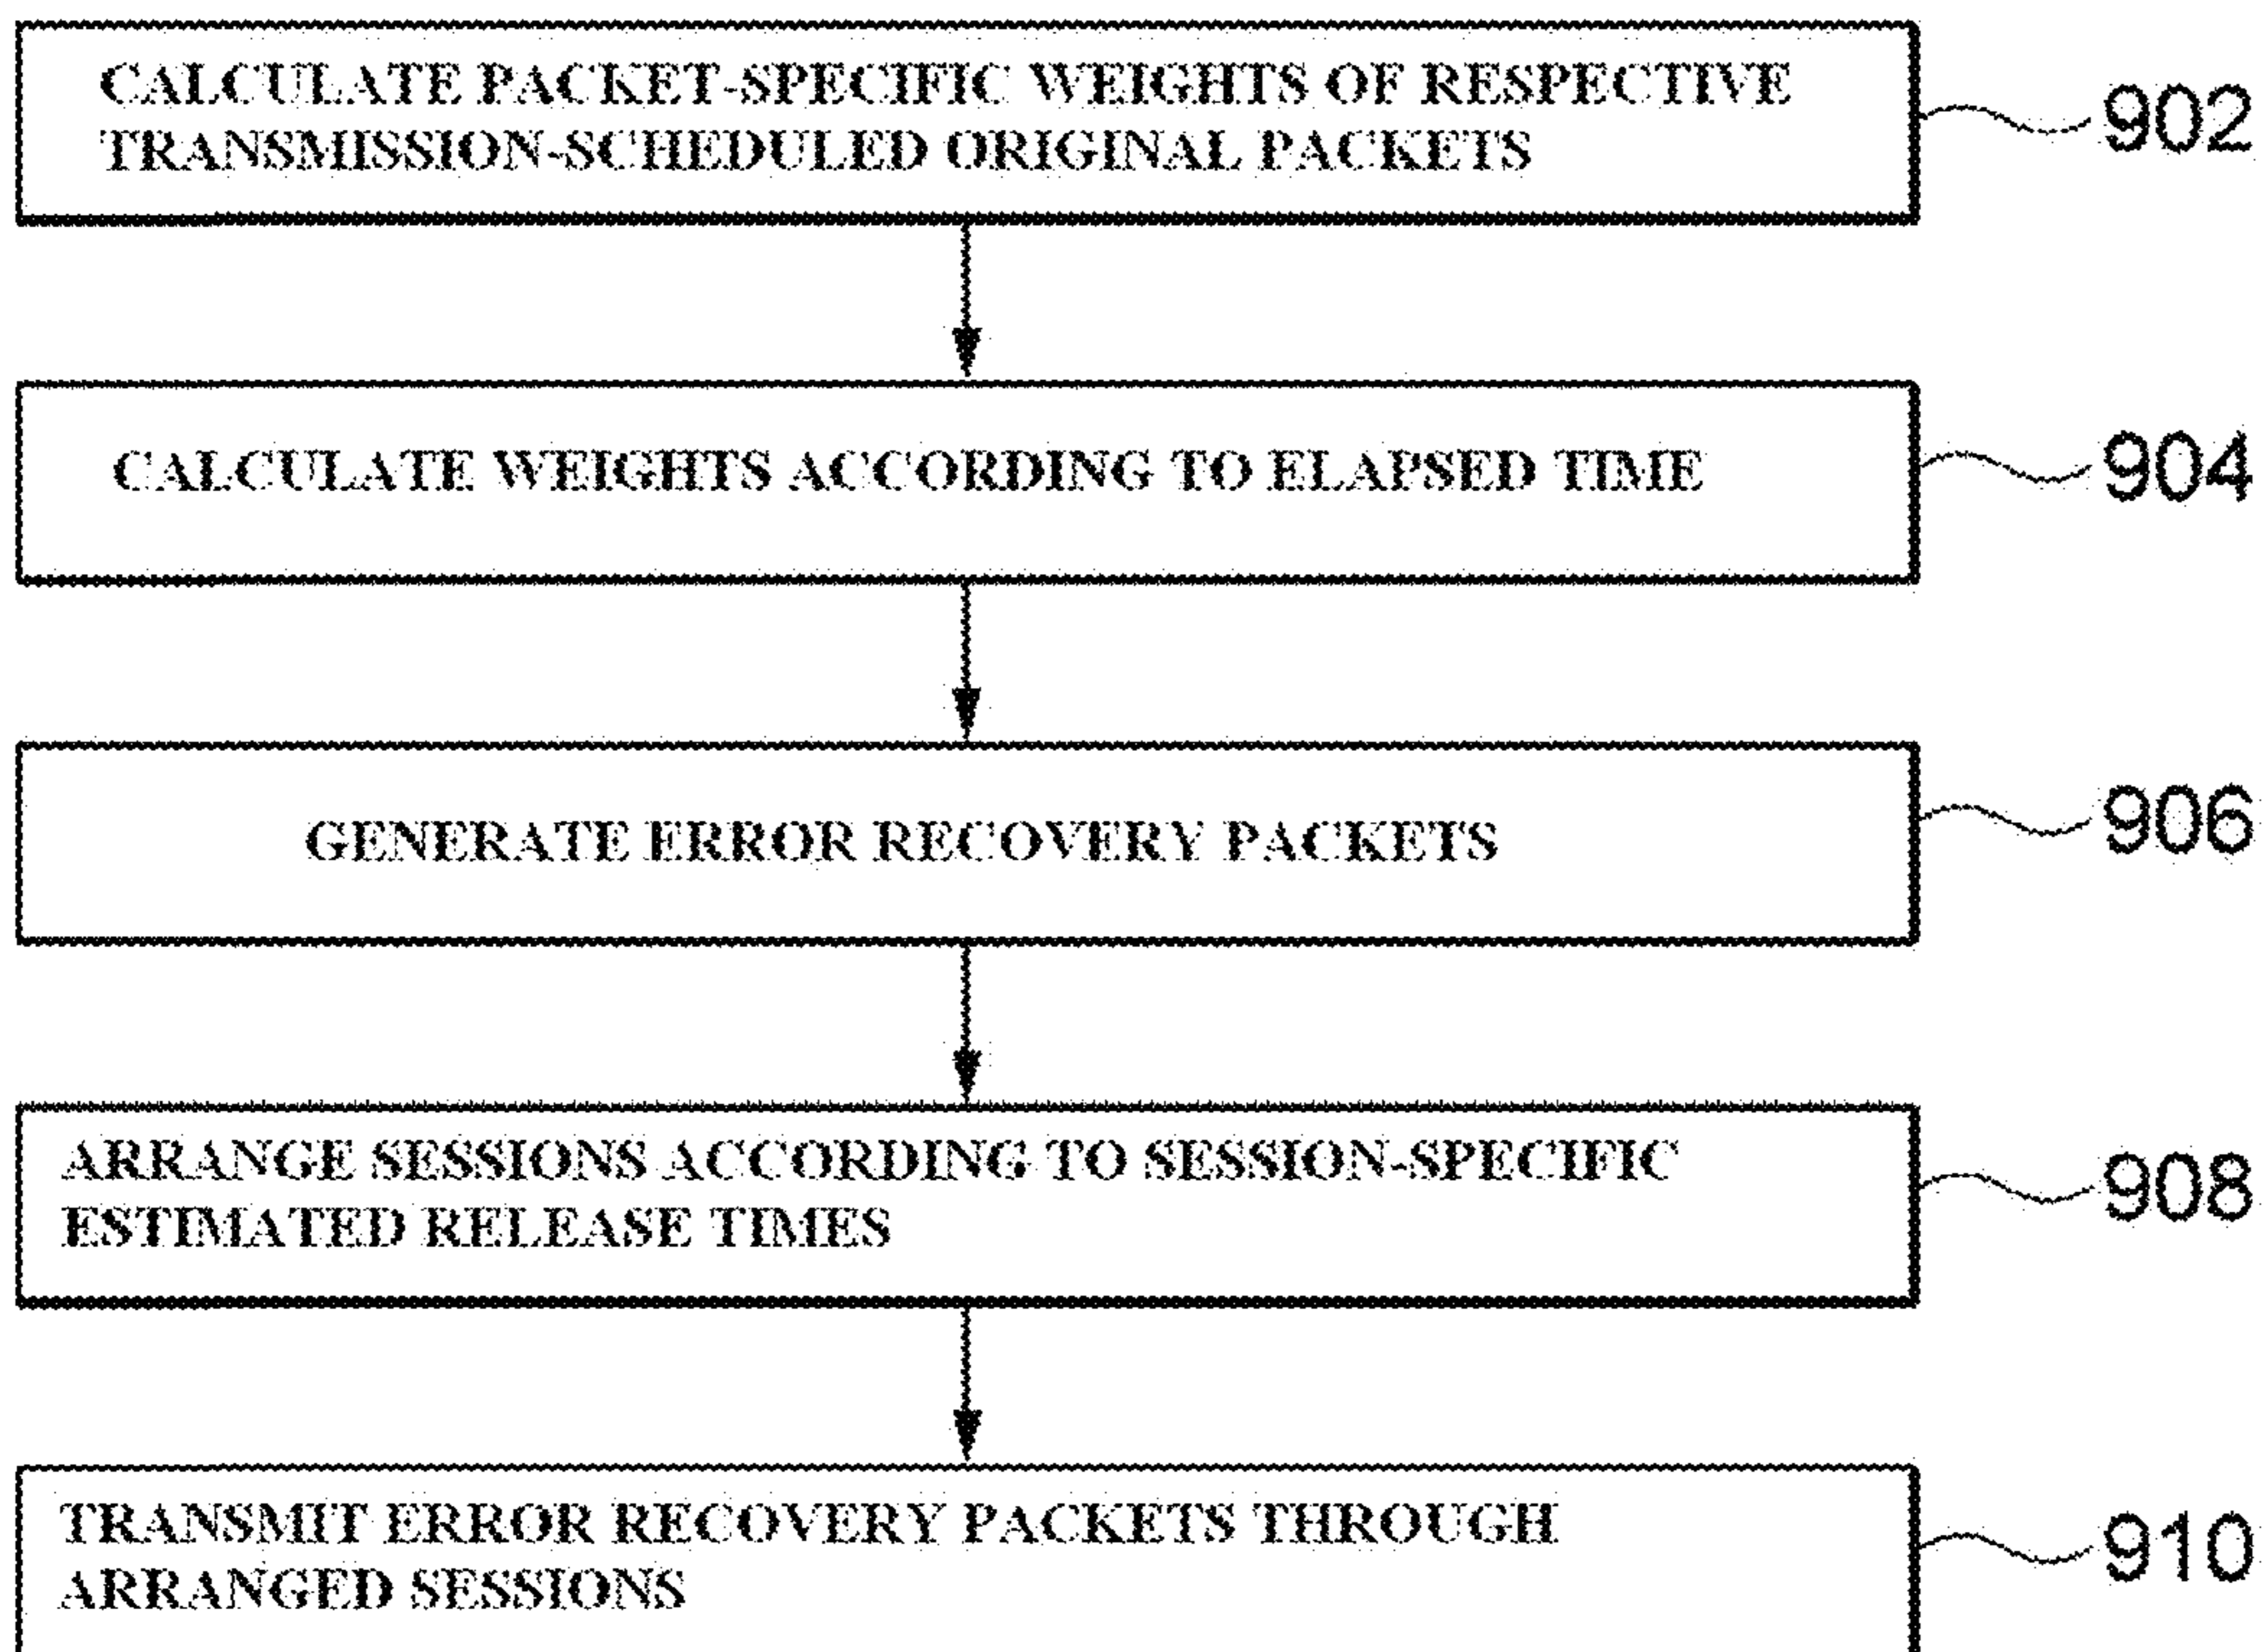 CALCULATE PACKET-SPECIFIC WEIGHTS OF RESPECTIVE
TRANSMISSION-SCHEDULED ORIGINAL PACKETS
902
CALCULATE WEIGHTS ACCORDING TO ELAPSED TIME
904
GENERATE ERROR RECOVERY PACKETS
906
ARRANGE SESSIONS ACCORDING TO SESSION-SPECIFIC
ESTIMATED RELEASE TIMES
908
TRANSMIT ERROR RECOVERY PACKETS THROUGH
ARRANGED SESSIONS
910